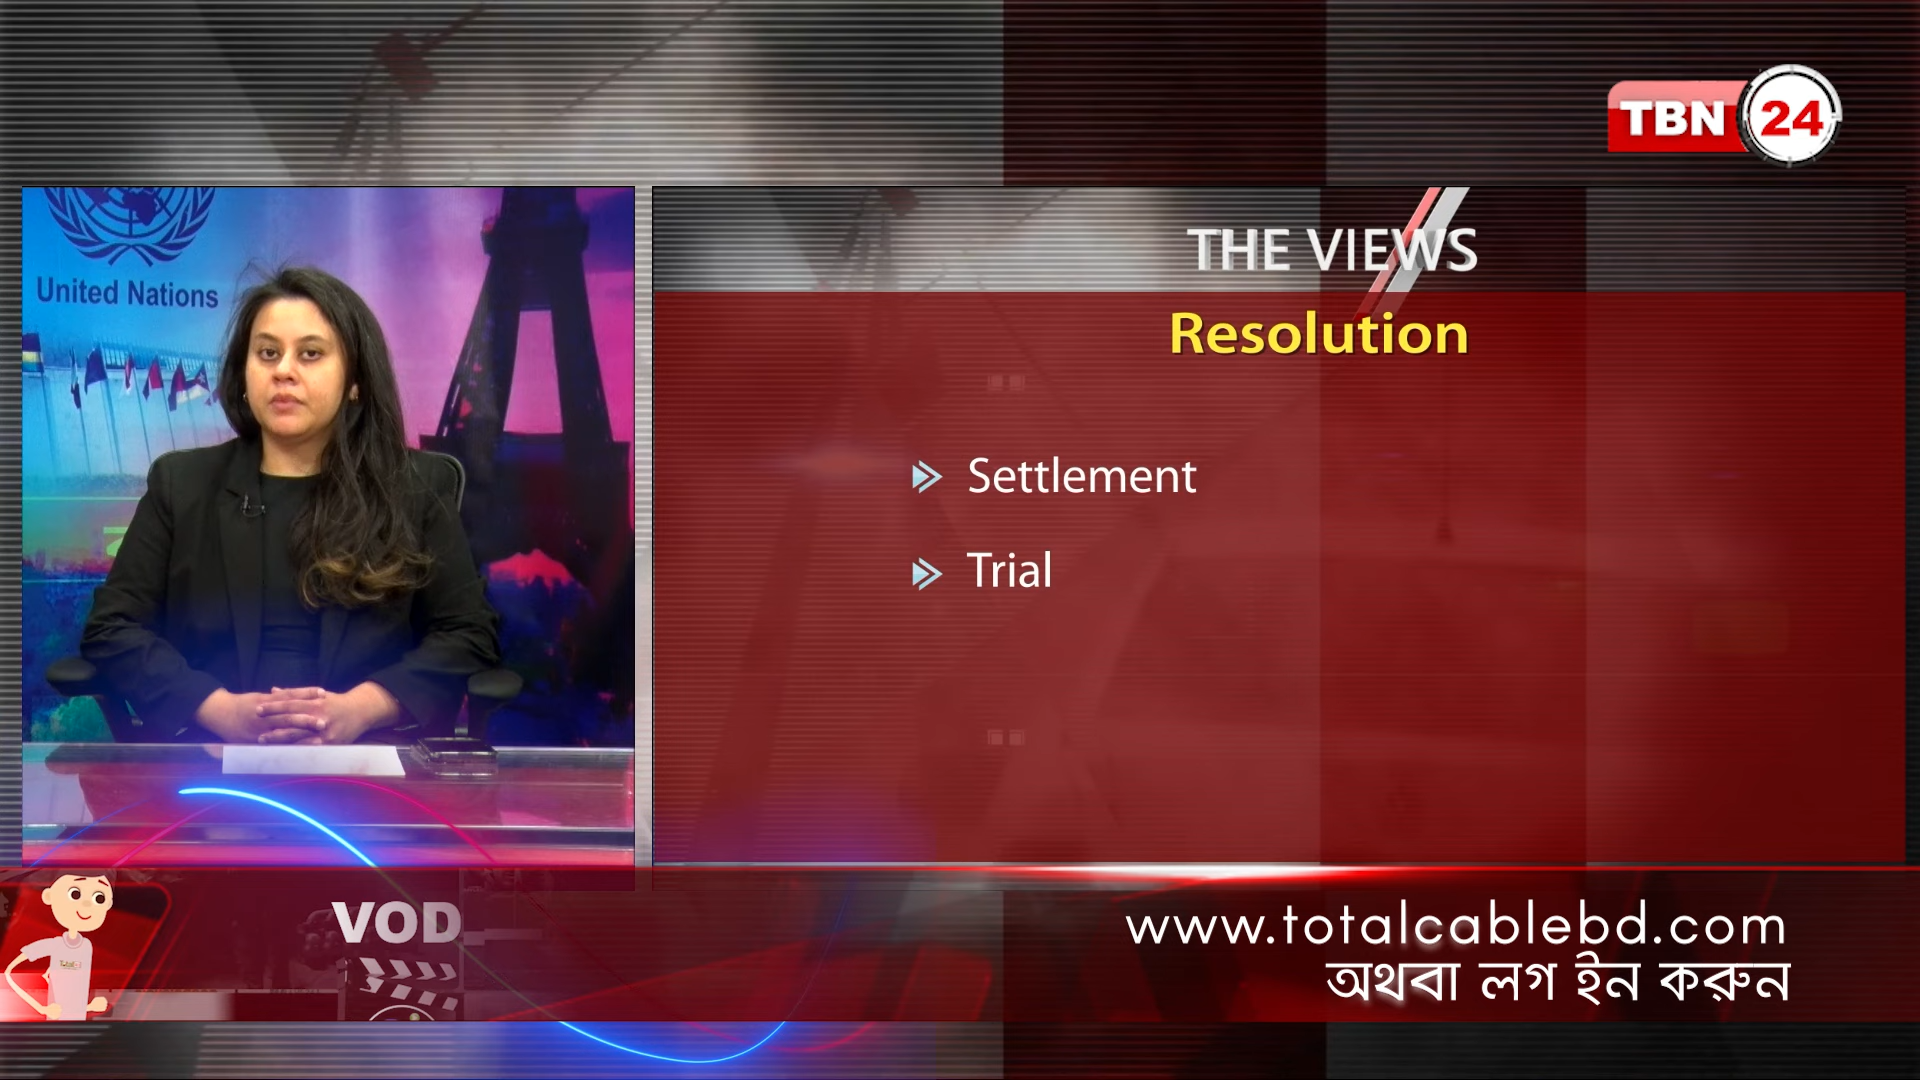 TBN 24
United Nations
THE VIEWS
Resolution
Settlement
Trial
VOD
www.totalcablebd.com
অথবা লগ ইন করুন